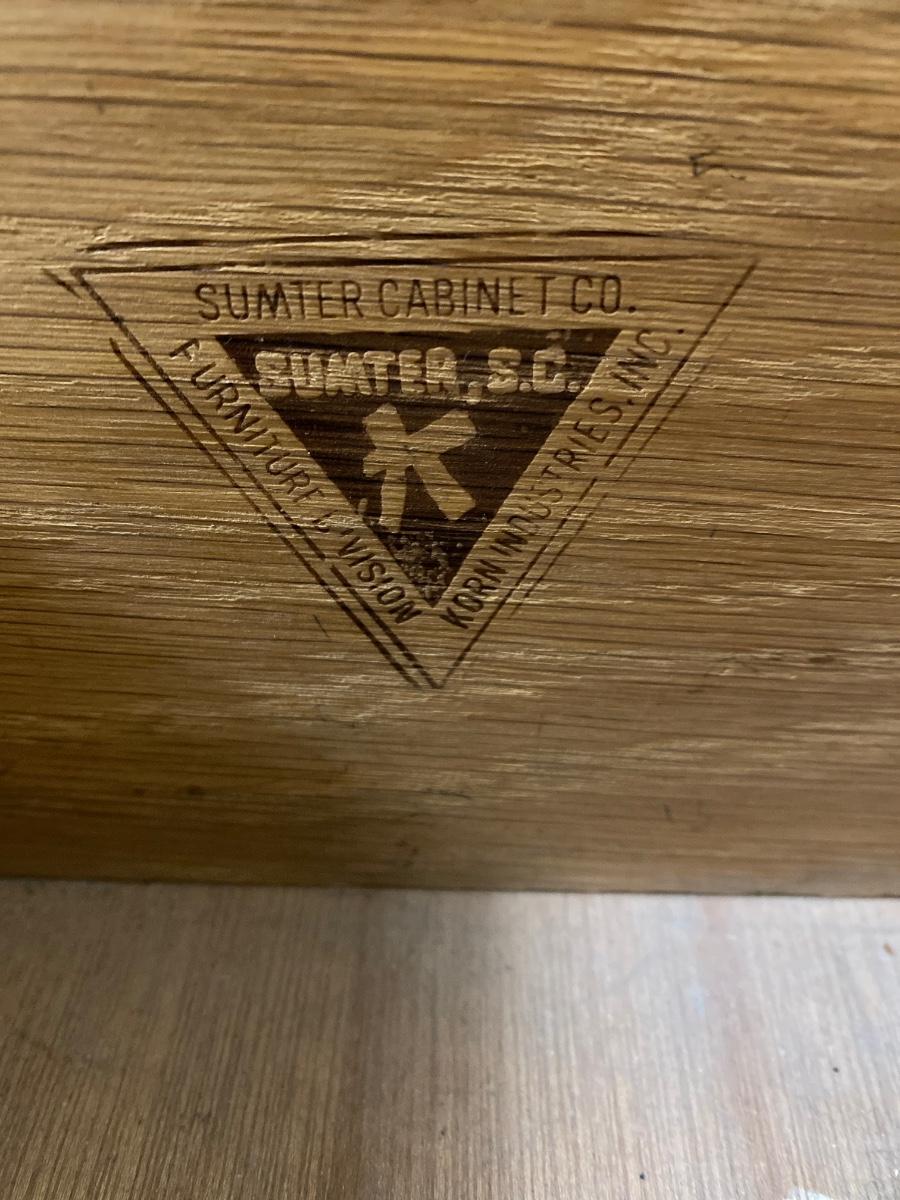 SUMTER CABINET CO.
SUMTER, S.C.
K
FURNITURE DIVISION
KORN INDUSTRIES, INC.